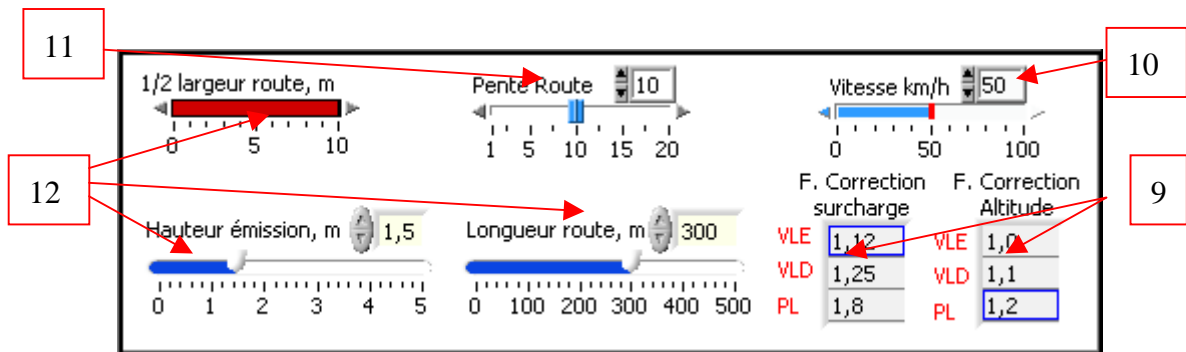 11
10
1/2 largeur route, m
0 5 10
Pente Route 10
1 5 10 15 20
Vitesse km/h 50
0 50 100
12
9
Hauteur émission, m 1,5
0 1 2 3 4 5
Longueur route, m 300
0 100 200 300 400 500
F. Correction
surcharge
VLE 1,12
VLD 1,25
PL 1,8
F. Correction
Altitude
VLE 1,0
VLD 1,1
PL 1,2